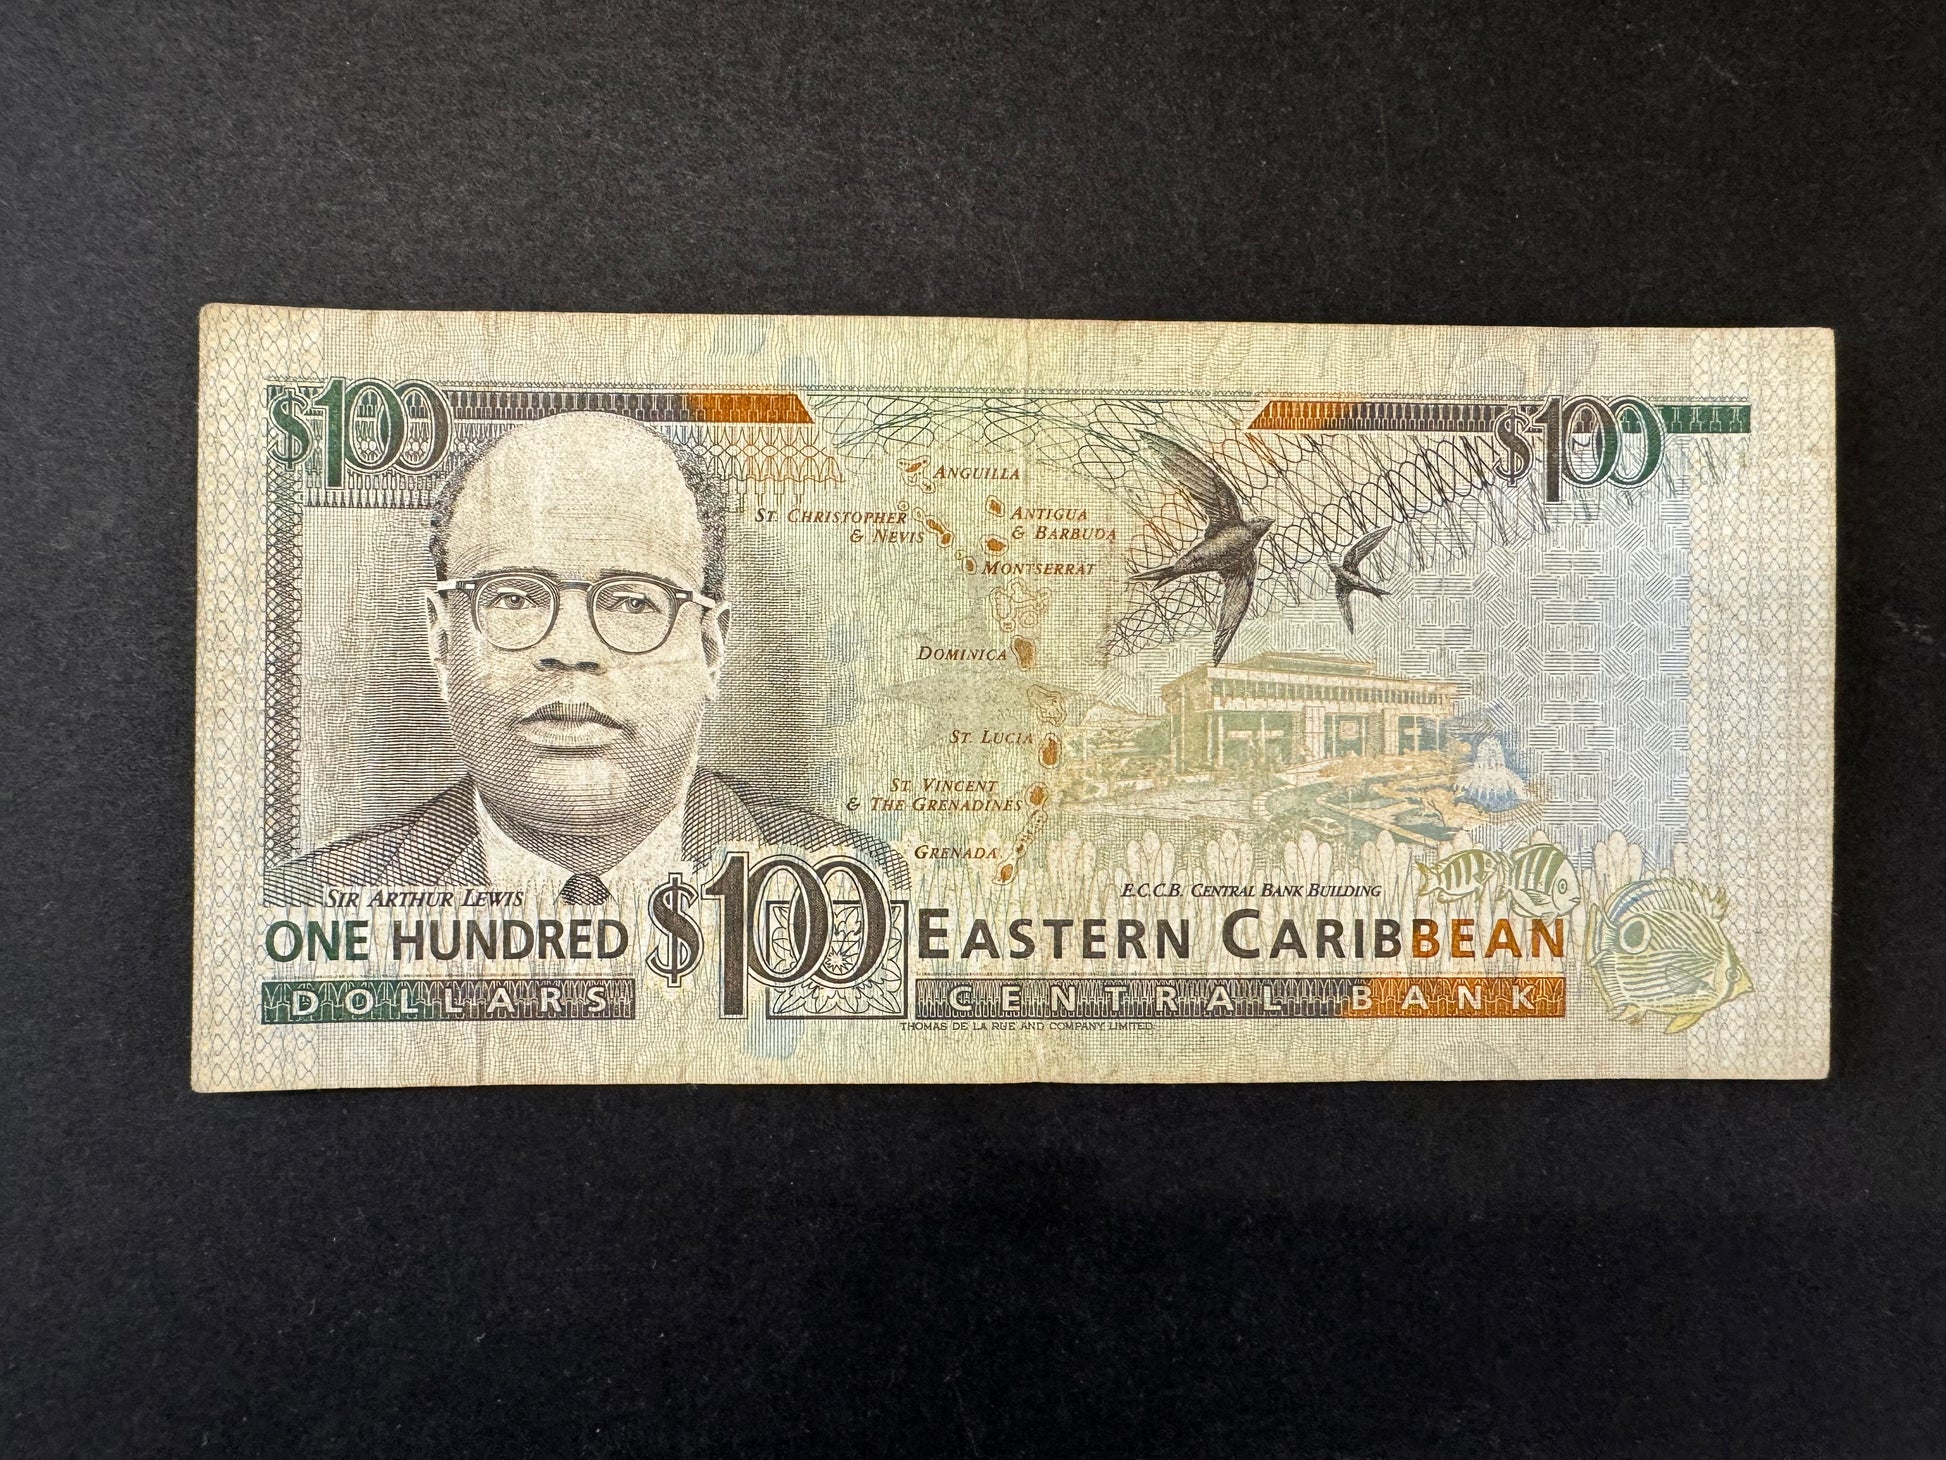 $100
$100
ANGUILLA
ST. CHRISTOPHER
& NEVIS
ANTIGUA
& BARBUDA
MONTSERRAT
DOMINICA
ST. LUCIA
ST. VINCENT
& THE GRENADINES
GRENADA
SIR ARTHUR LEWIS
E.C.C.B. CENTRAL BANK BUILDING
ONE HUNDRED
DOLLARS
$100
EASTERN CARIBBEAN
CENTRAL BANK
THOMAS DE LA RUE AND COMPANY LIMITED.